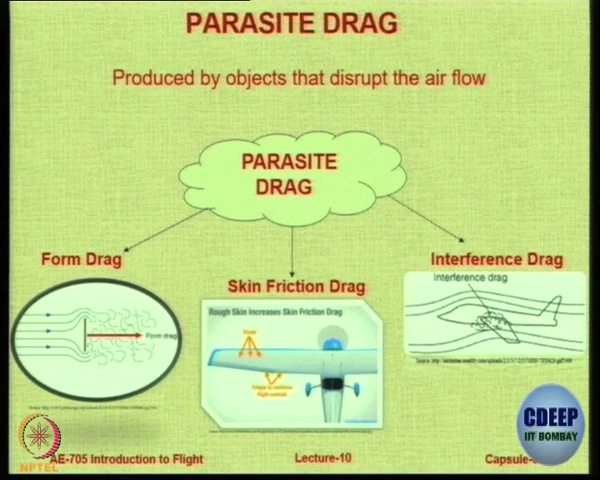 PARASITE DRAG
Produced by objects that disrupt the air flow
PARASITE
DRAG
Form Drag
Skin Friction Drag
Interference Drag
Form drag
Rough Skin Increases Skin Friction Drag
flight controls
Interference drag
CDEEP
IIT BOMBAY
NPTEL
AE-705 Introduction to Flight
Lecture-10